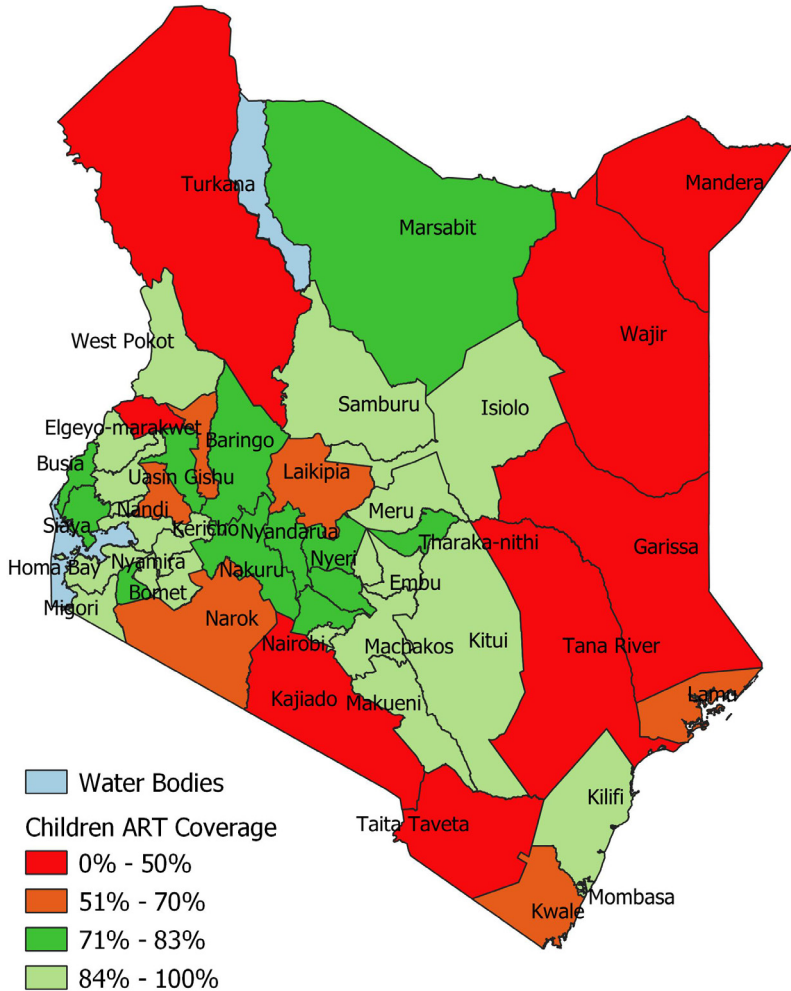 Turkana
Mandera
Marsabit
Wajir
West Pokot
Samburu
Isiolo
Elgeyo-marakwet
Baringo
Busia
Uasin Gishu
Laikipia
Nandi
Meru
Siaya
Kericho
Nyandarua
Tharaka-nithi
Garissa
Homa Bay
Nyamira
Nakuru
Nyeri
Embu
Bomet
Migori
Narok
Nairobi
Machakos
Kitui
Tana River
Kajiado
Makueni
Lamu
Water Bodies
Kilifi
Children ART Coverage
Taita Taveta
0% - 50%
51% - 70%
Mombasa
Kwale
71% - 83%
84% - 100%